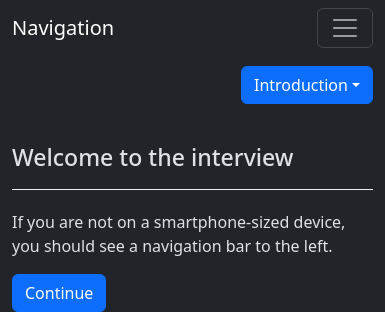 Navigation
Introduction
Welcome to the interview
If you are not on a smartphone-sized device,
you should see a navigation bar to the left.
Continue